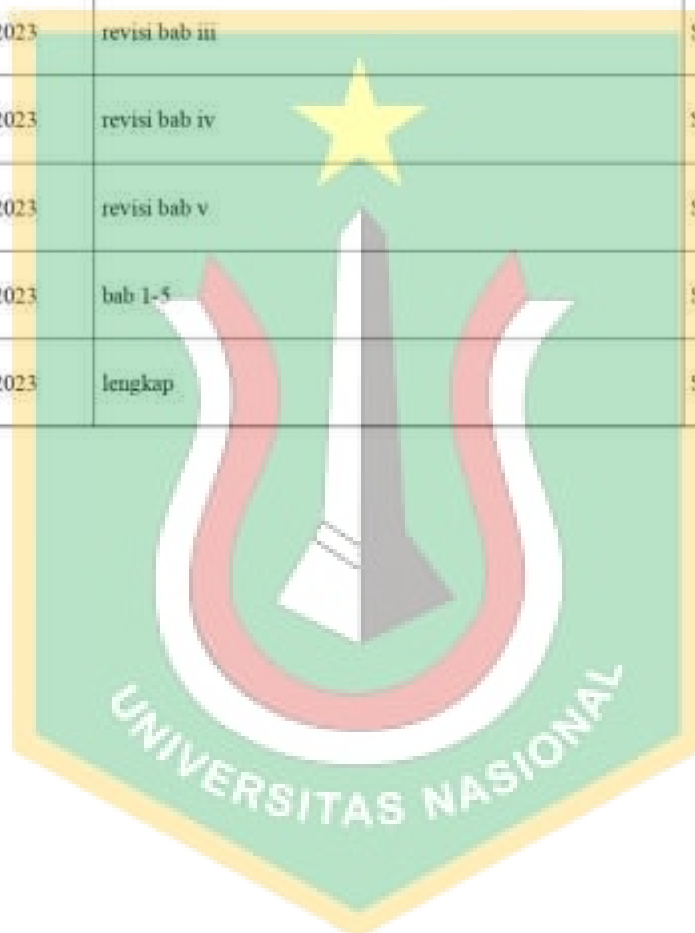 2023 revisi bab iii S
2023 revisi bab iv S
2023 revisi bab v S
2023 bab 1-5 S
2023 lengkap S
UNIVERSITAS NASIONAL